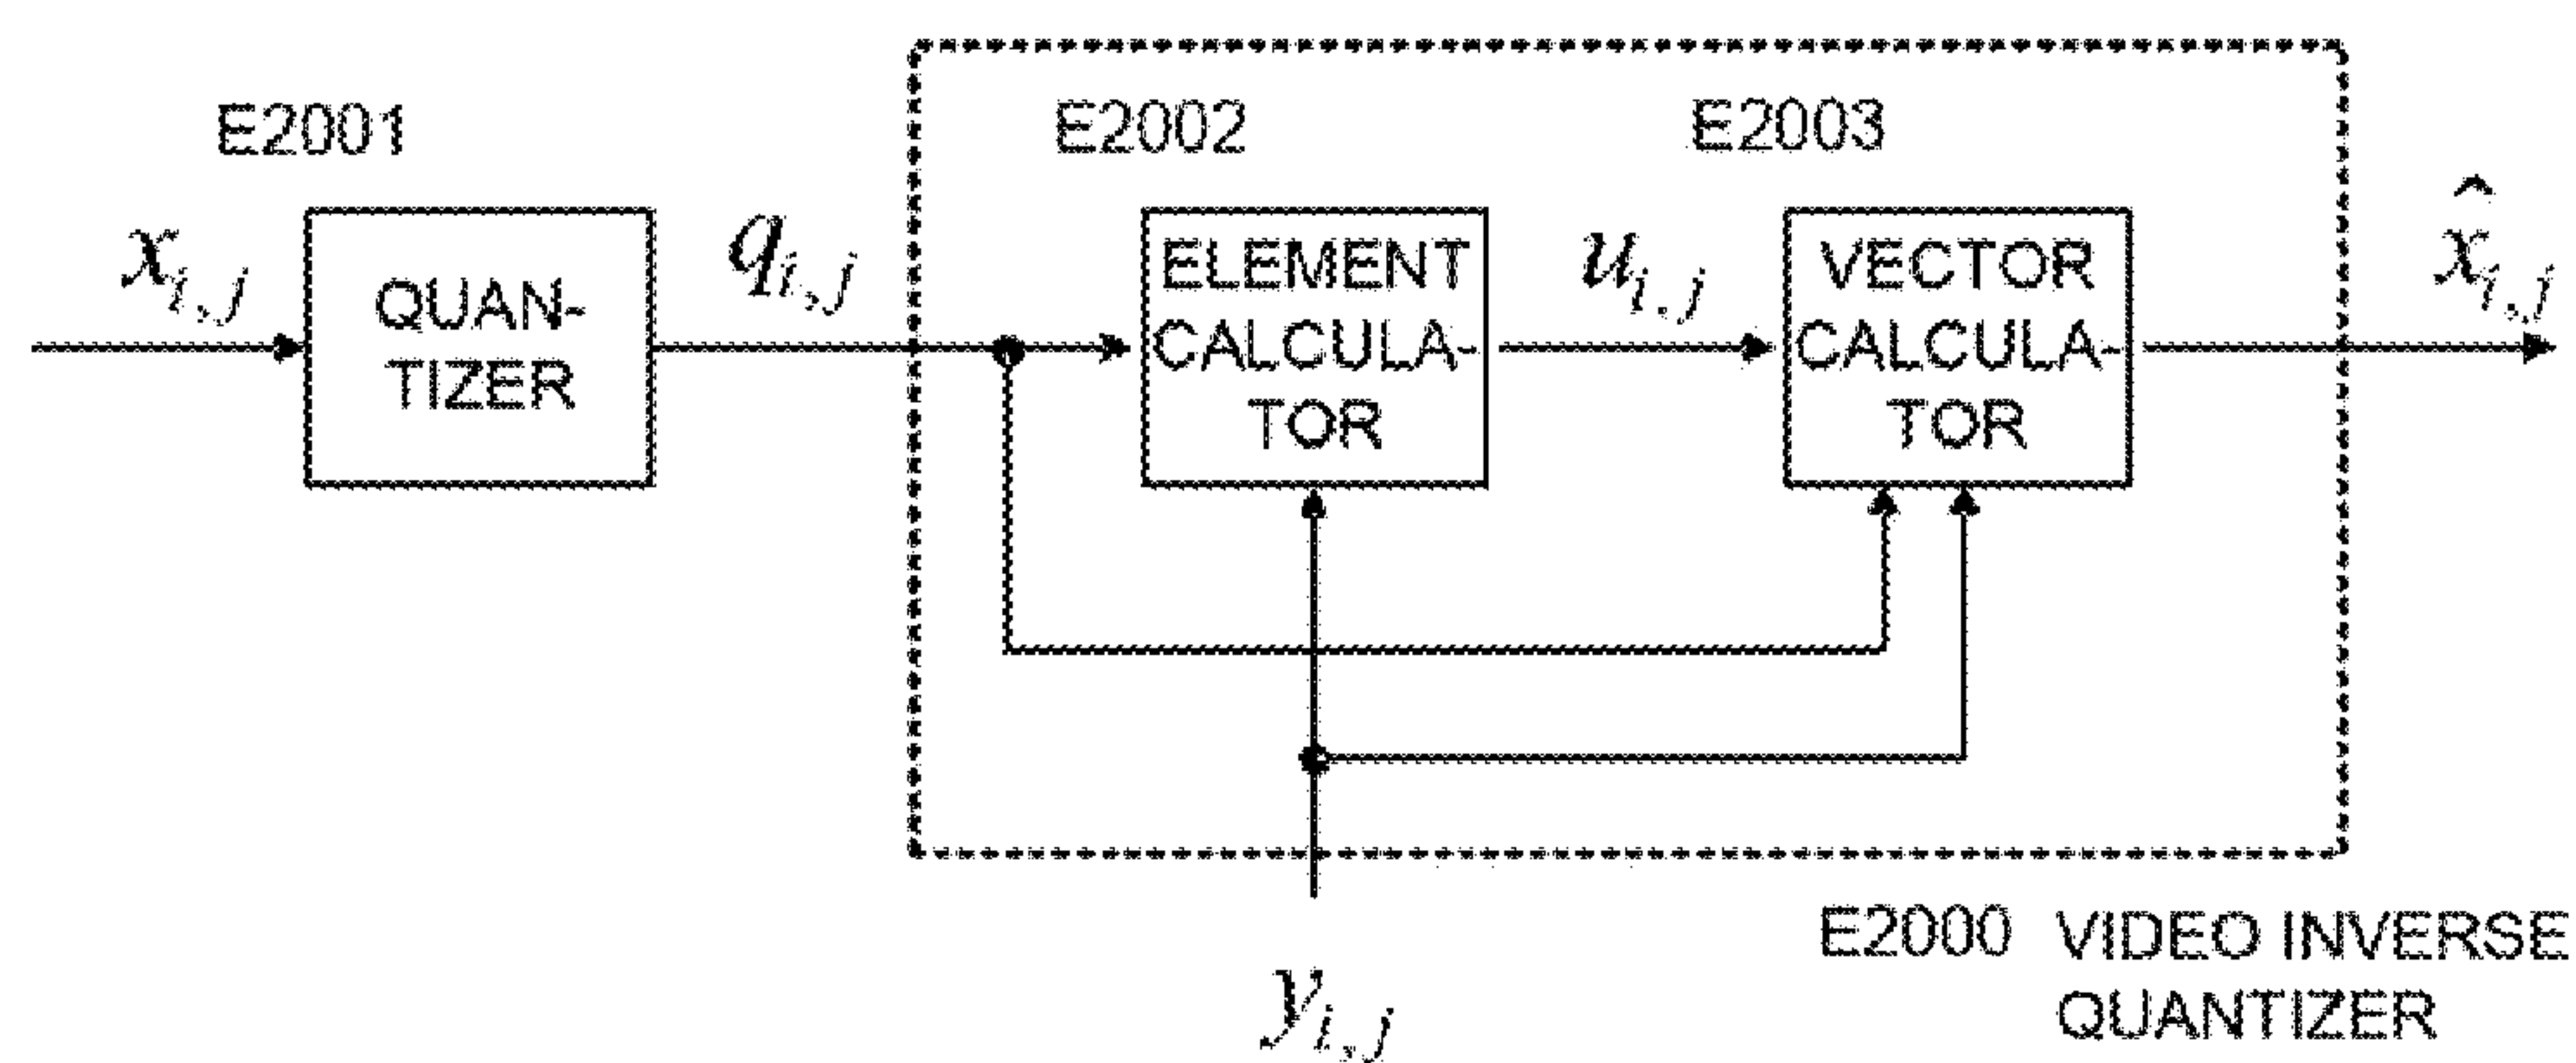 E2001
E2002
E2003
x_{i,j}
QUAN-
TIZER
q_{i,j}
ELEMENT
CALCULA-
TOR
u_{i,j}
VECTOR
CALCULA-
TOR
x̂_{i,j}
y_{i,j}
E2000 VIDEO INVERSE
QUANTIZER